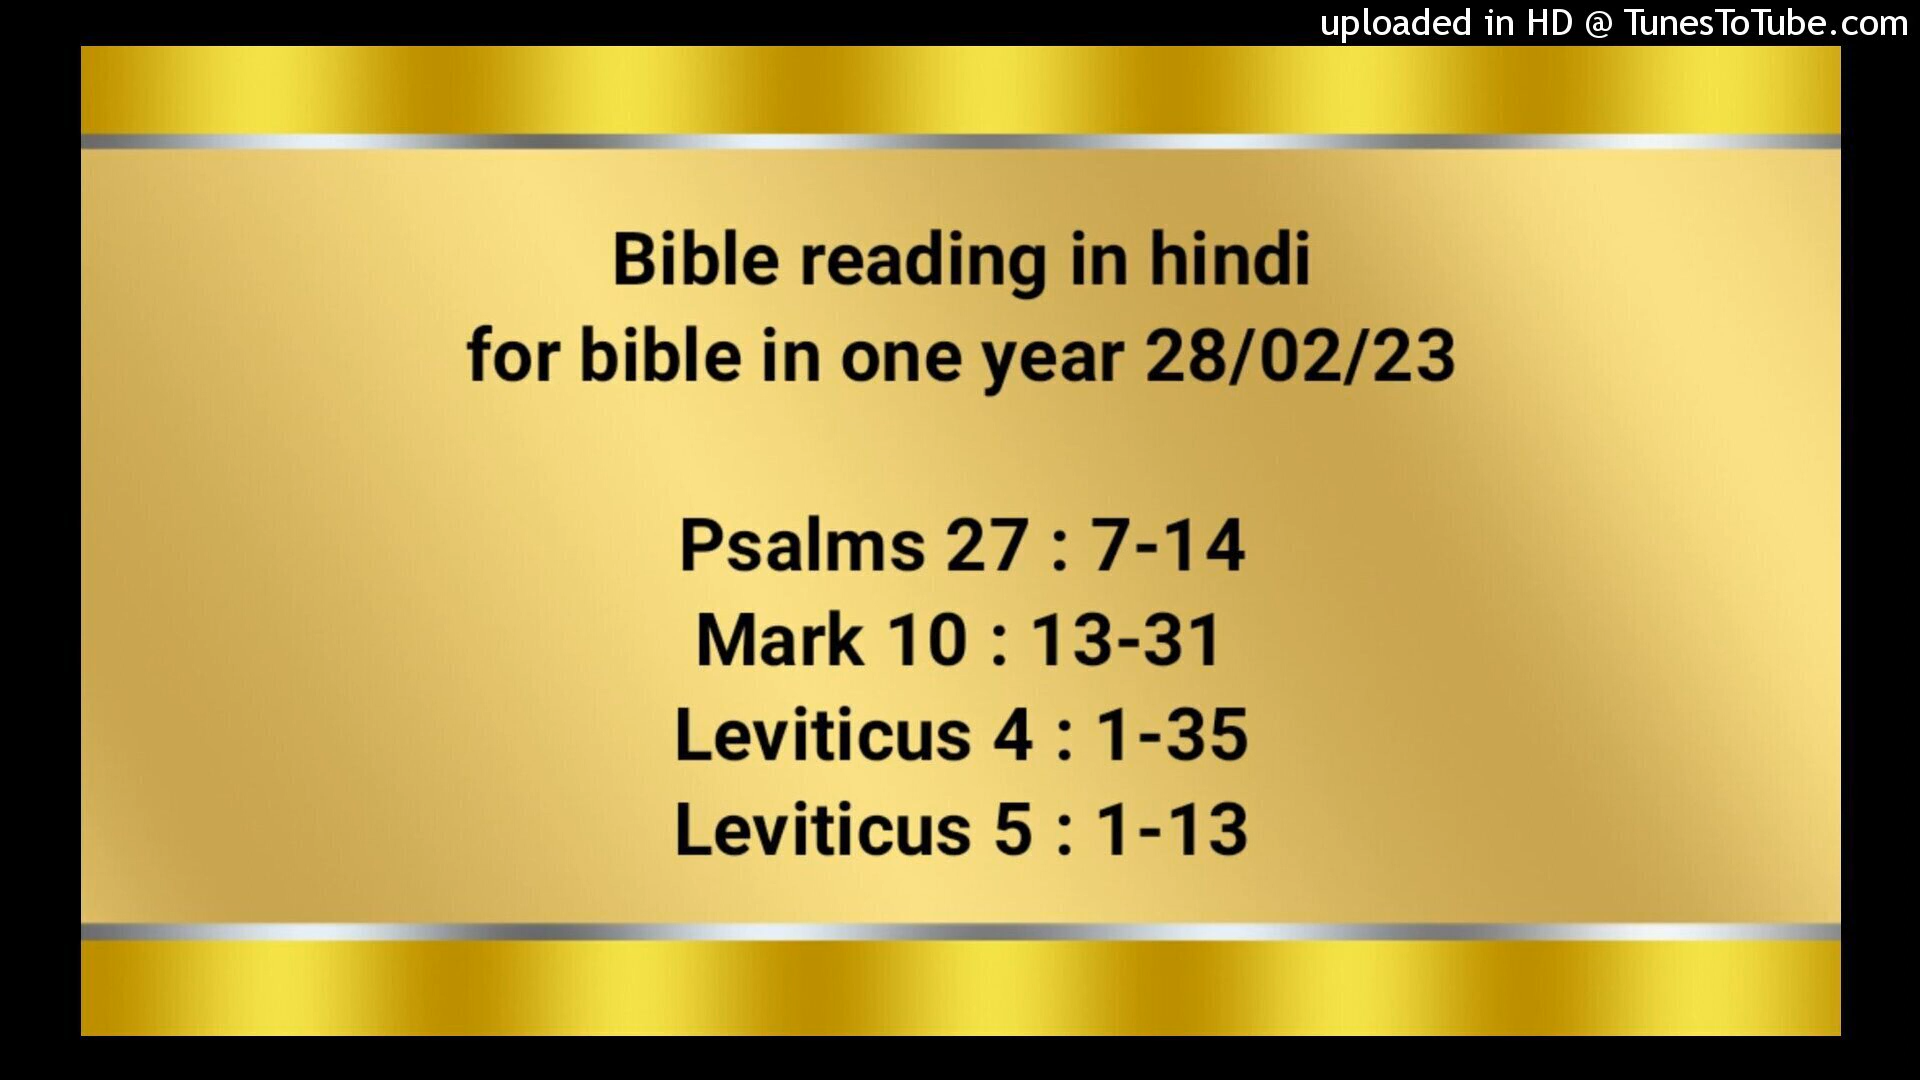 uploaded in HD @ TunesToTube.com
Bible reading in hindi
for bible in one year 28/02/23
Psalms 27 : 7-14
Mark 10 : 13-31
Leviticus 4 : 1-35
Leviticus 5 : 1-13